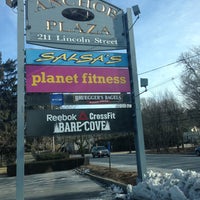 ANCHOR
PLAZA
211 Lincoln Street
SALSA'S
planet fitness
BRUEGGER'S BAGELS
Reebok CrossFit
BARE COVE